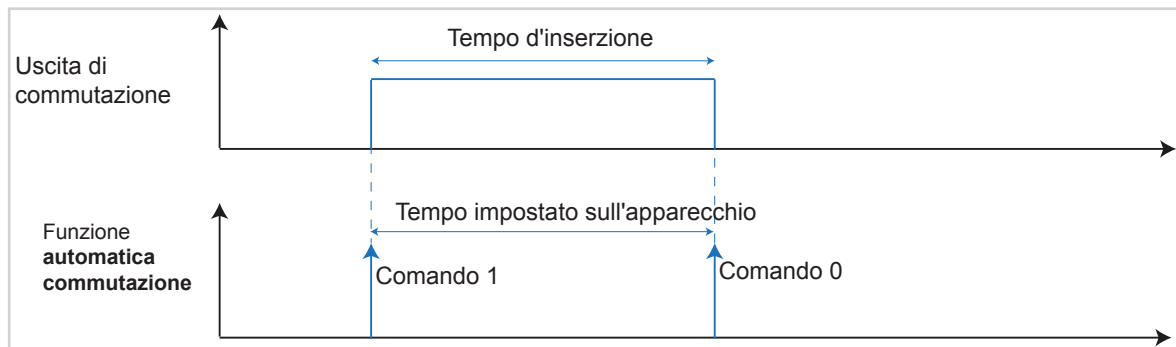 Tempo d'inserzione
Uscita di
commutazione
Tempo impostato sull'apparecchio
Funzione
automatica
commutazione
Comando 1
Comando 0